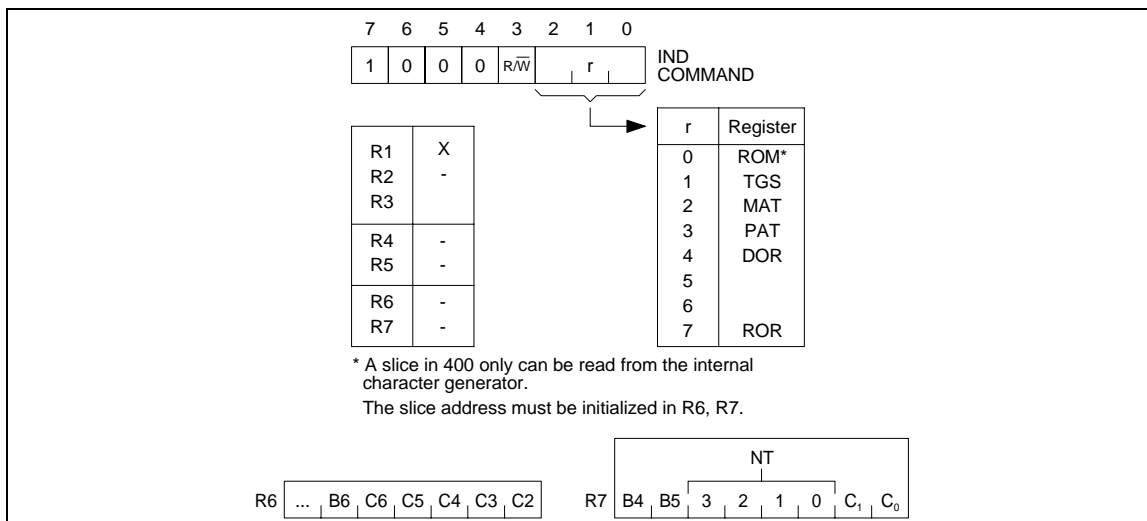 7 6 5 4 3 2 1 0
1 0 0 0 R/W̅ r
IND
COMMAND
R1 X
R2 -
R3
R4 -
R5 -
R6 -
R7 -
r Register
0 ROM*
1 TGS
2 MAT
3 PAT
4 DOR
5
6
7 ROR
* A slice in 400 only can be read from the internal
character generator.
The slice address must be initialized in R6, R7.
NT
R6 ... B6 C6 C5 C4 C3 C2
R7 B4 B5 3 2 1 0 C₁ C₀